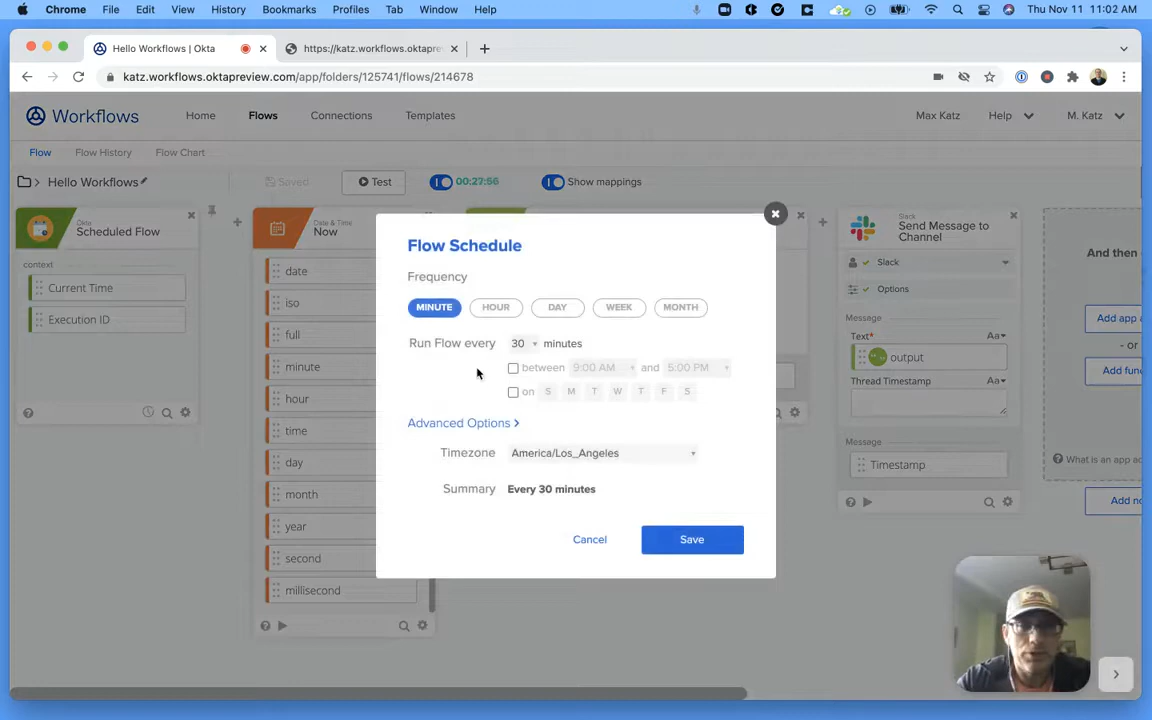 Chrome File Edit View History Bookmarks Profiles Tab Window Help Thu Nov 11 11:02 AM
Hello Workflows | Okta
https://katz.workflows.oktapre
katz.workflows.oktapreview.com/app/folders/125741/flows/214678
Workflows Home Flows Connections Templates Max Katz Help M. Katz
Flow Flow History Flow Chart
Hello Workflows Saved Test 00:27:56 Show mappings
Okta
Scheduled Flow
context
Current Time
Execution ID
Date & Time
Now
date
iso
full
minute
hour
time
day
month
year
second
millisecond
Flow Schedule
Frequency
MINUTE HOUR DAY WEEK MONTH
Run Flow every 30 minutes
between 9:00 AM and 5:00 PM
on S M T W T F S
Advanced Options
Timezone America/Los_Angeles
Summary Every 30 minutes
Cancel Save
Slack
Send Message to
Channel
Slack
Options
Message
Text* Aa
output
Thread Timestamp Aa
Message
Timestamp
And then
Add app
- or
Add fun
What is an app
Add no